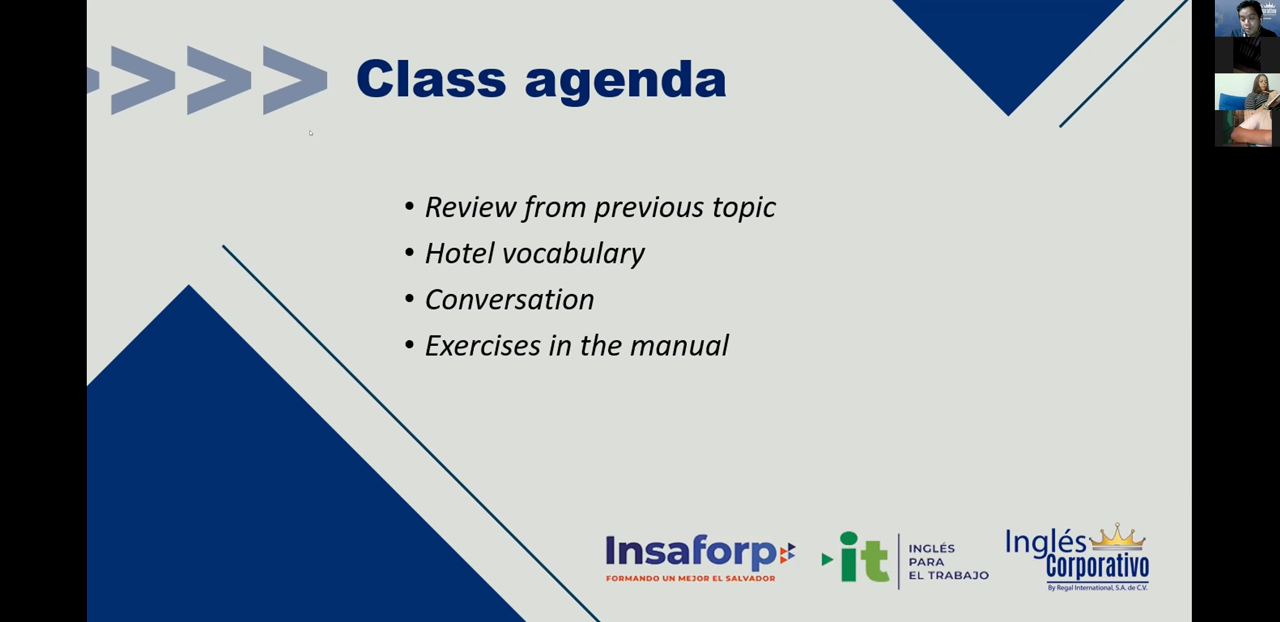 Class agenda
• Review from previous topic
• Hotel vocabulary
• Conversation
• Exercises in the manual
Insaforp
FORMANDO UN MEJOR EL SALVADOR
it
INGLÉS
PARA
EL TRABAJO
Inglés
Corporativo
By Regal International, S.A. de C.V.